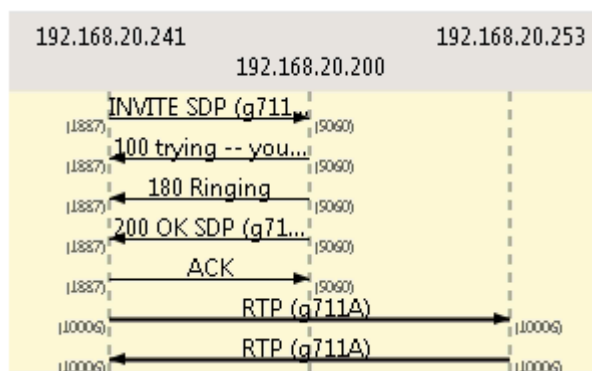 192.168.20.241
192.168.20.253
192.168.20.200
INVITE SDP (g711...
(1887)
(5060)
100 trying -- you...
(1887)
(5060)
180 Ringing
(1887)
(5060)
200 OK SDP (g71...
(1887)
(5060)
ACK
(1887)
(5060)
RTP (g711A)
(10006)
(10006)
RTP (g711A)
(10006)
(10006)